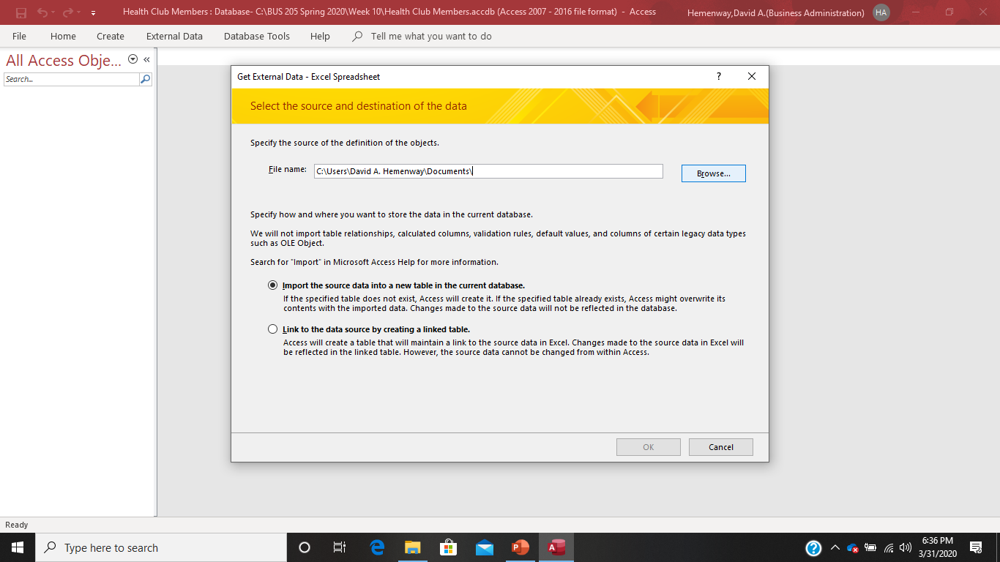 Health Club Members : Database- C:\BUS 205 Spring 2020\Week 10\Health Club Members.accdb (Access 2007 - 2016 file format) - Access
Hemenway,David A.(Business Administration)
HA
File Home Create External Data Database Tools Help Tell me what you want to do
All Access Obje...
Search...
Get External Data - Excel Spreadsheet
?
Select the source and destination of the data
Specify the source of the definition of the objects.
File name: C:\Users\David A. Hemenway\Documents\
Browse...
Specify how and where you want to store the data in the current database.
We will not import table relationships, calculated columns, validation rules, default values, and columns of certain legacy data types
such as OLE Object.
Search for "Import" in Microsoft Access Help for more information.
Import the source data into a new table in the current database.
If the specified table does not exist, Access will create it. If the specified table already exists, Access might overwrite its
contents with the imported data. Changes made to the source data will not be reflected in the database.
Link to the data source by creating a linked table.
Access will create a table that will maintain a link to the source data in Excel. Changes made to the source data in Excel will
be reflected in the linked table. However, the source data cannot be changed from within Access.
OK Cancel
Ready
Type here to search
6:36 PM
3/31/2020